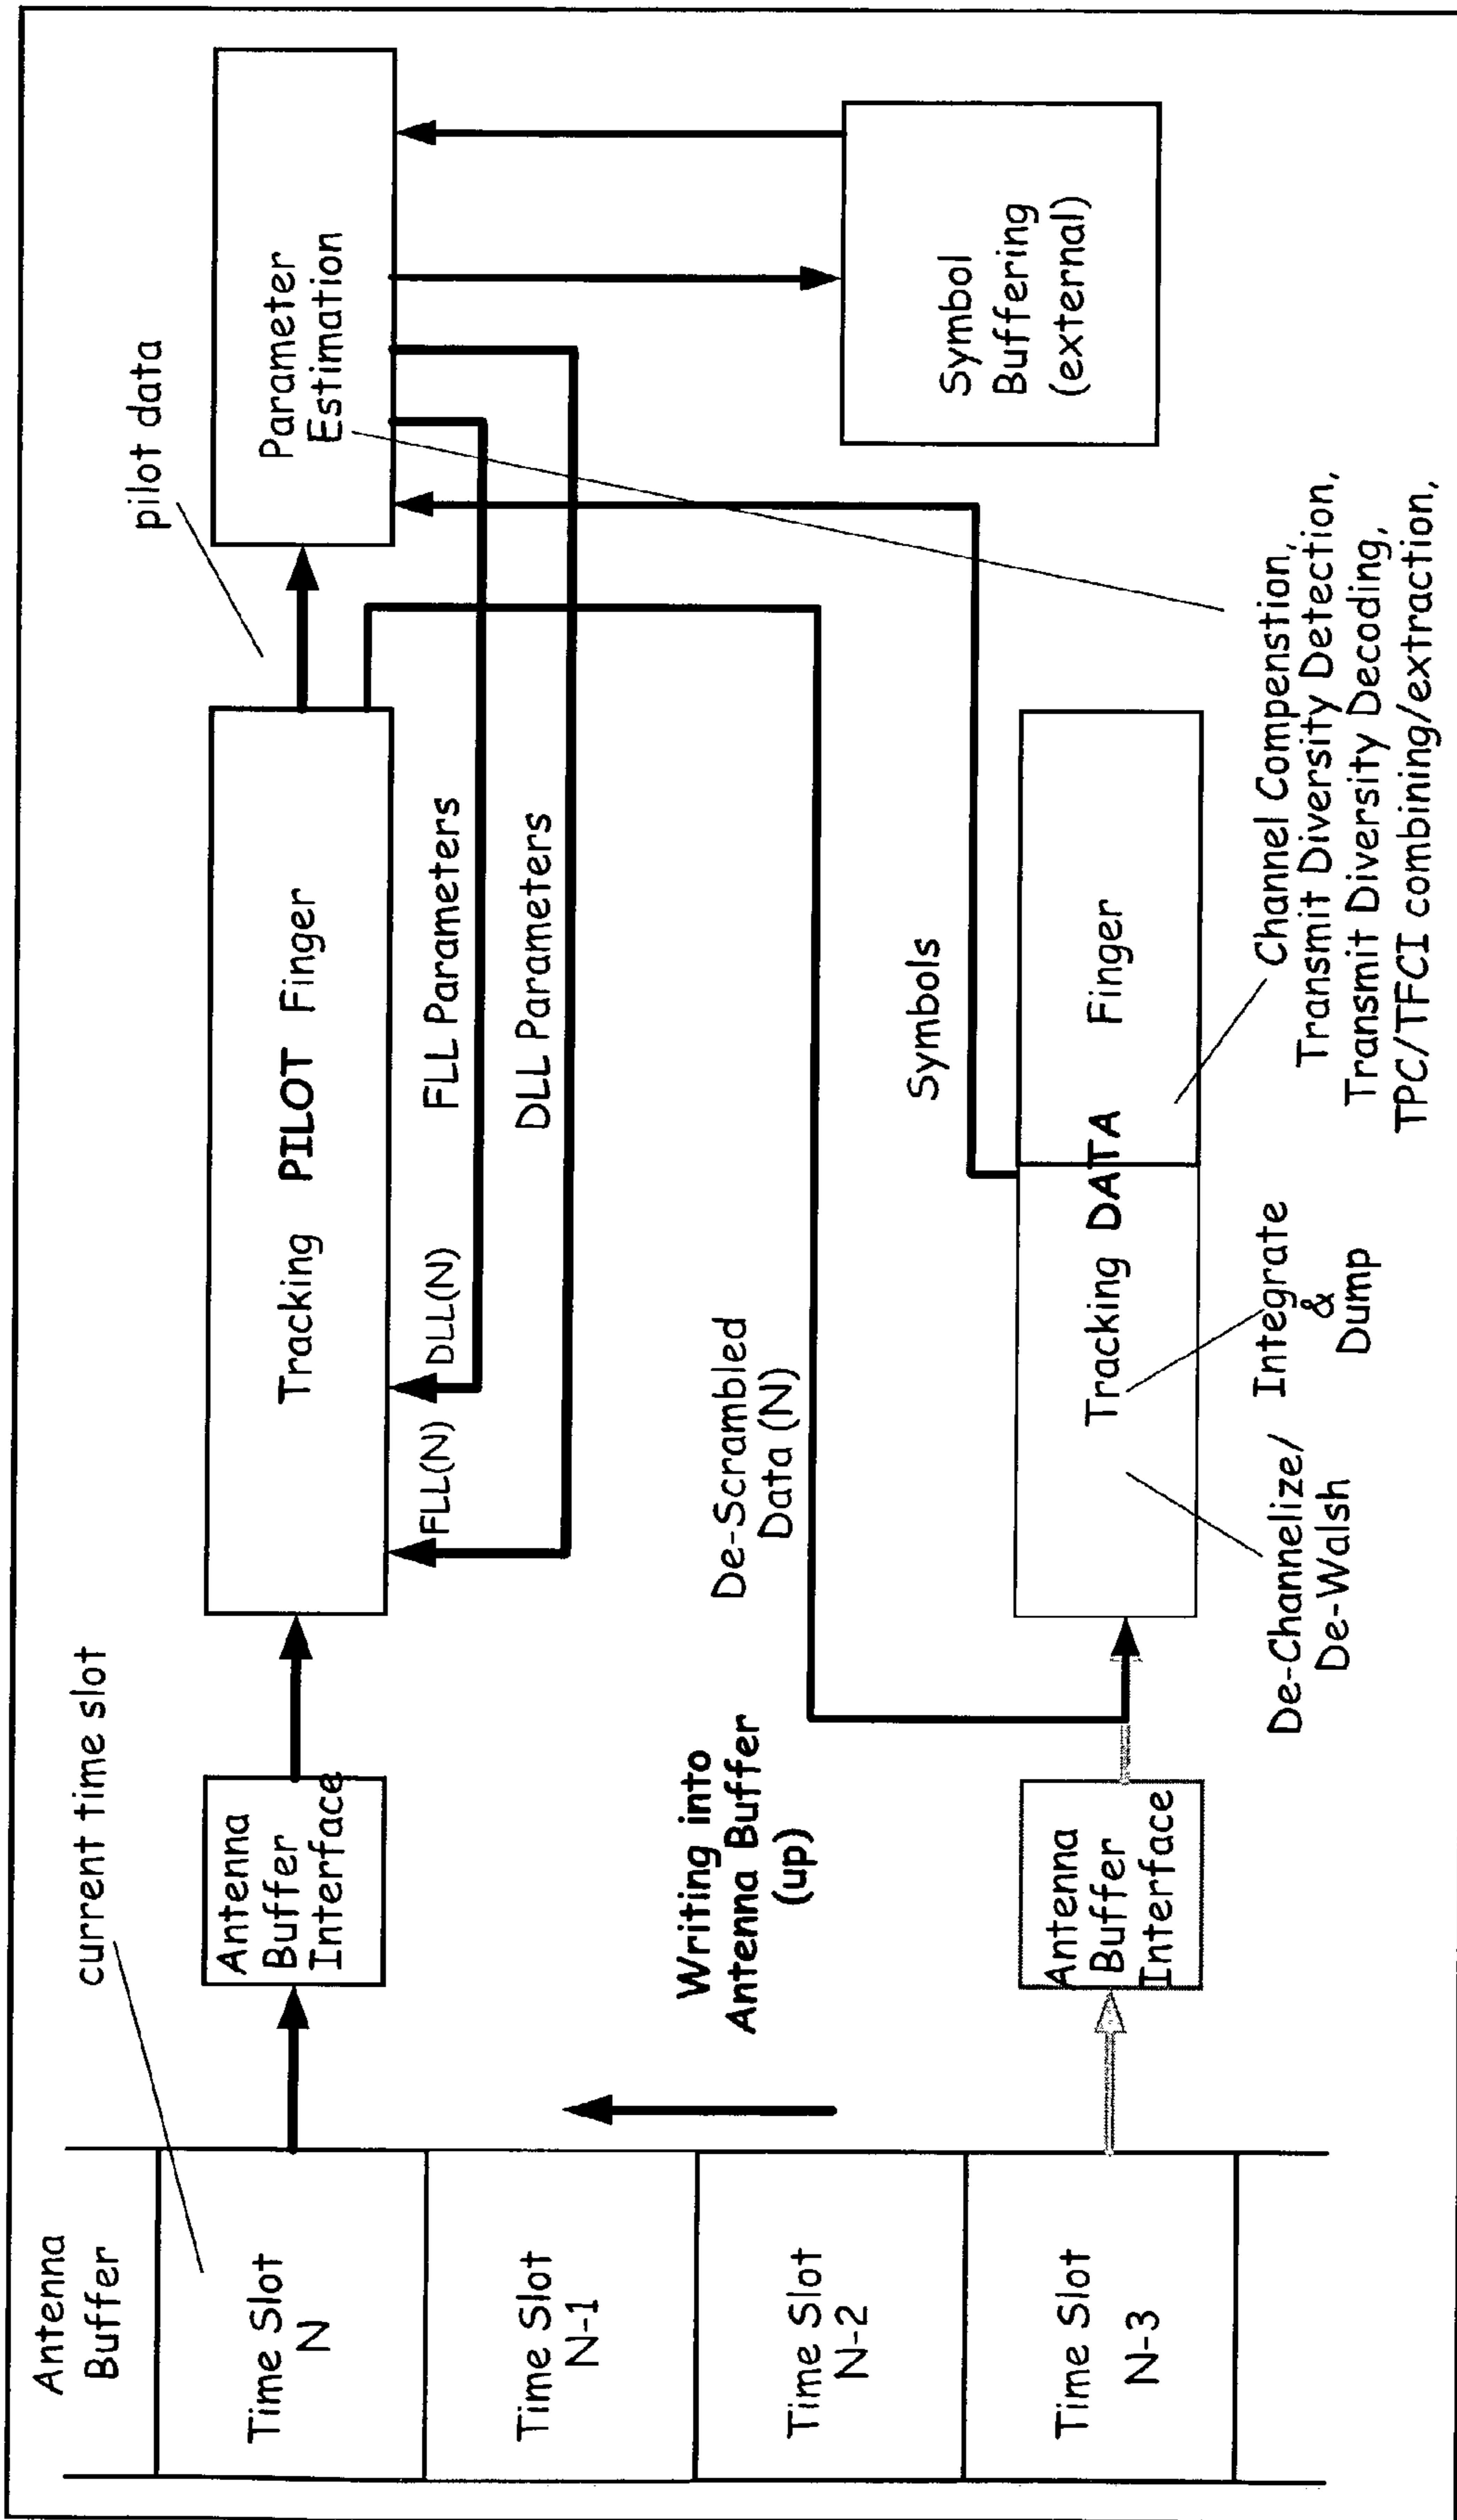 Antenna
Buffer
Time Slot
N
Time Slot
N-1
Time Slot
N-2
Time Slot
N-3
current time slot
Antenna
Buffer
Interface
Writing into
Antenna Buffer
(up)
Antenna
Buffer
Interface
Tracking PILOT Finger
FLL(N)
DLL(N)
FLL Parameters
DLL Parameters
pilot data
Parameter
Estimation
De-Scrambled
Data (N)
Symbols
Symbol
Buffering
(external)
Tracking DATA Finger
De-Channelize/
De-Walsh
Integrate
&
Dump
Channel Compenstion,
Transmit Diversity Detection,
Transmit Diversity Decoding,
TPC/TFCI combining/extraction,